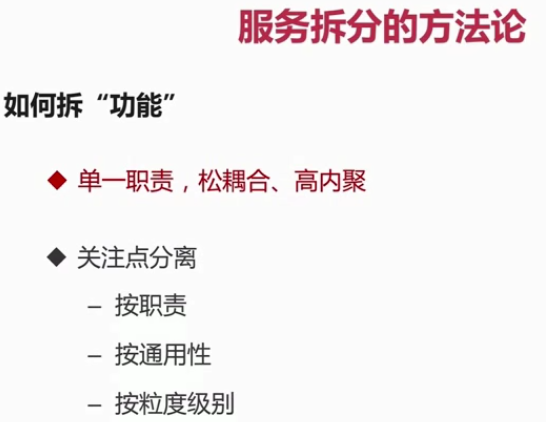 服务拆分的方法论
如何拆“功能”
◆ 单一职责，松耦合、高内聚
◆ 关注点分离
– 按职责
– 按通用性
– 按粒度级别